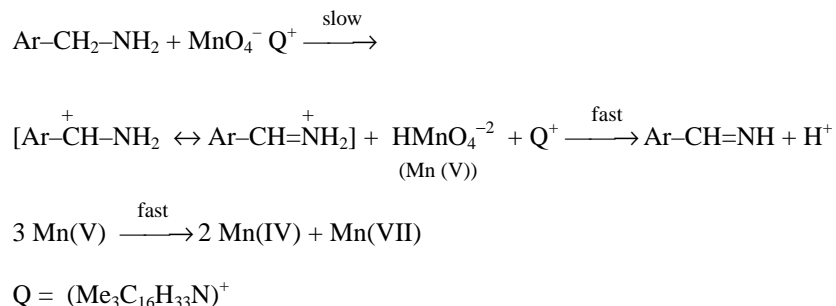 slow
Ar–CH₂–NH₂ + MnO₄⁻ Q⁺ ⟶
+ + fast
[Ar–CH–NH₂ ↔ Ar–CH=NH₂] + HMnO₄⁻² + Q⁺ ⟶ Ar–CH=NH + H⁺
(Mn (V))
fast
3 Mn(V) ⟶ 2 Mn(IV) + Mn(VII)
Q = (Me₃C₁₆H₃₃N)⁺